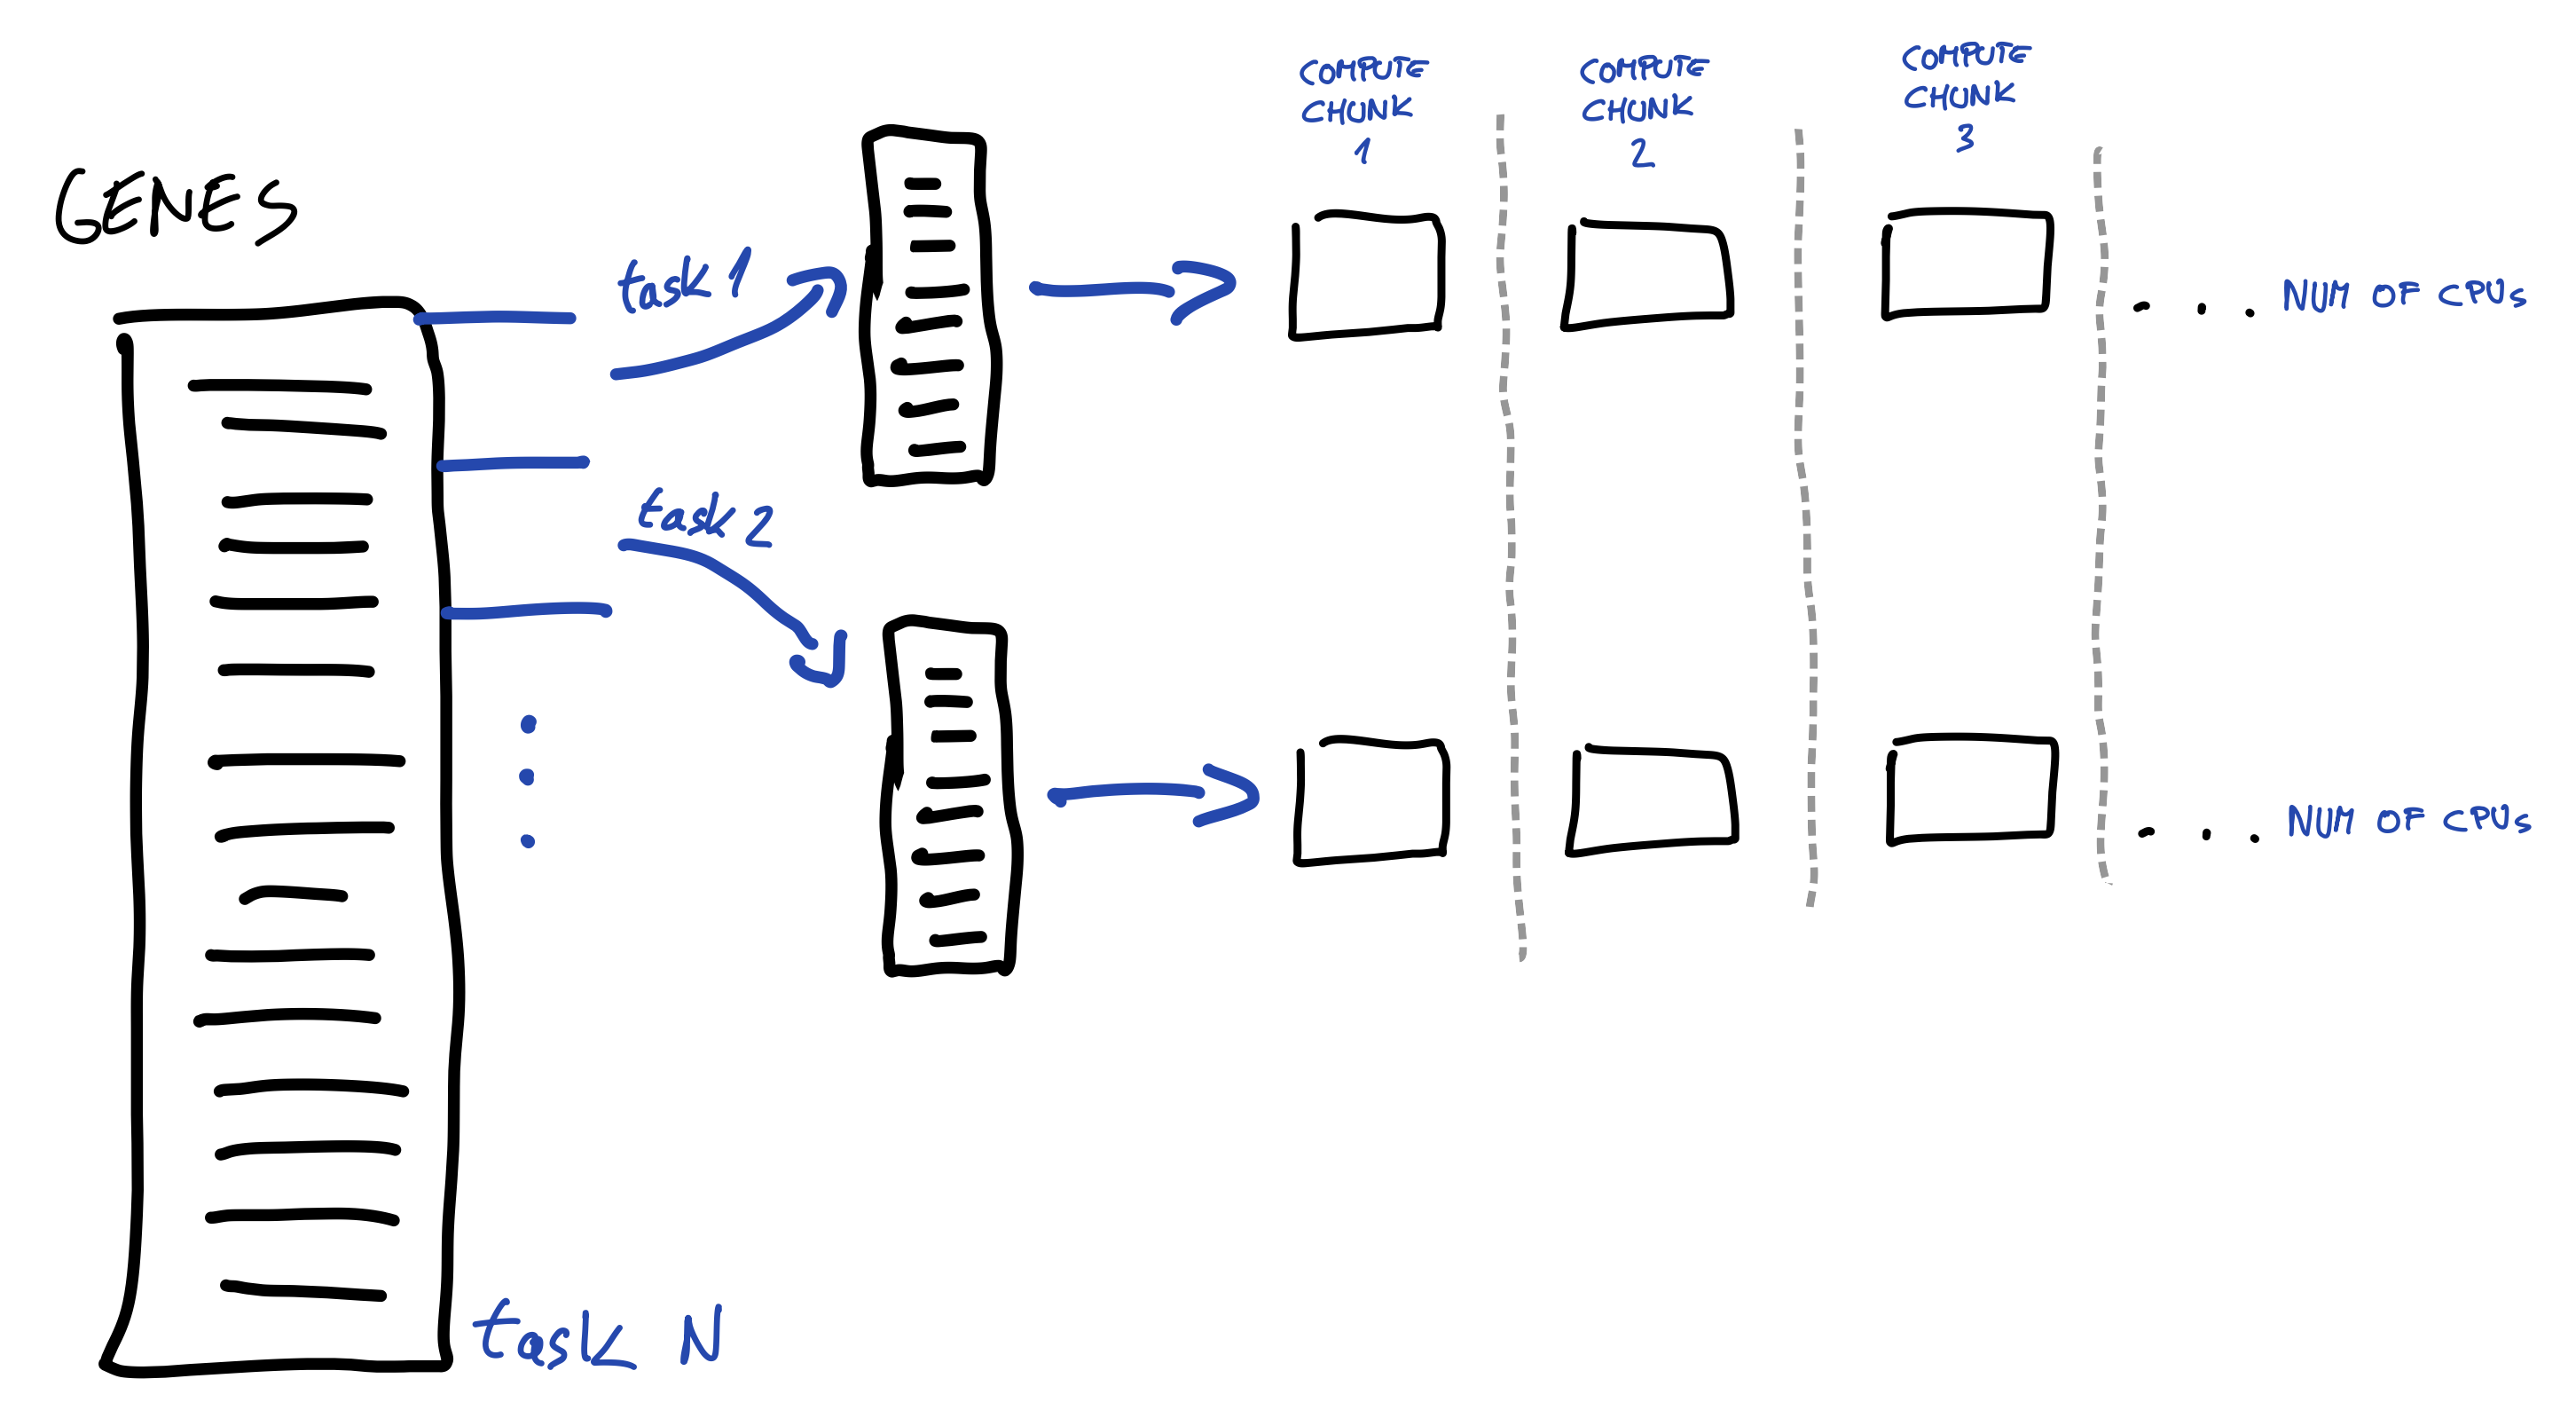 GENES
task 1
task 2
task N
COMPUTE
CHUNK
1
COMPUTE
CHUNK
2
COMPUTE
CHUNK
3
NUM OF CPUs
NUM OF CPUs